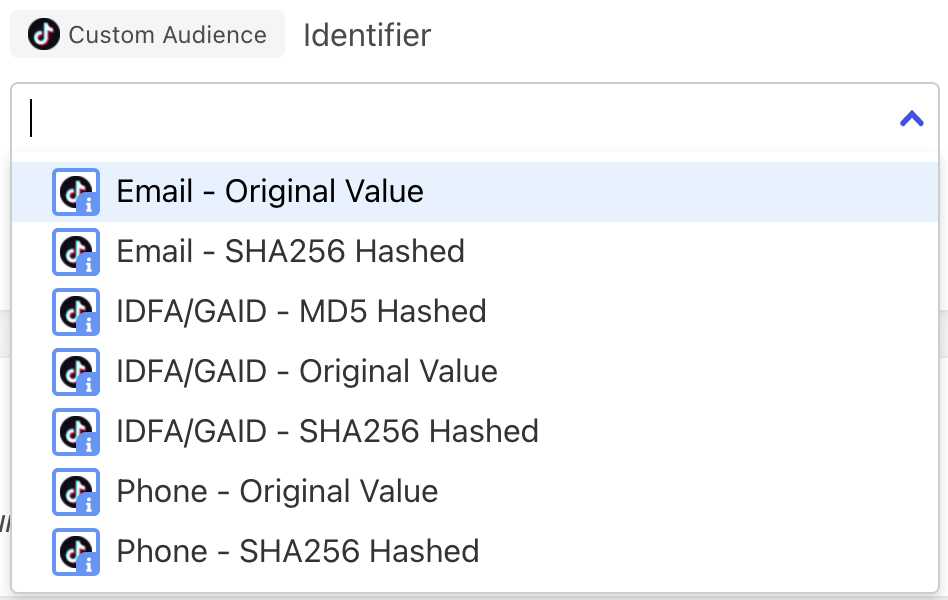 Custom Audience Identifier
Email - Original Value
Email - SHA256 Hashed
IDFA/GAID - MD5 Hashed
IDFA/GAID - Original Value
IDFA/GAID - SHA256 Hashed
Phone - Original Value
Phone - SHA256 Hashed